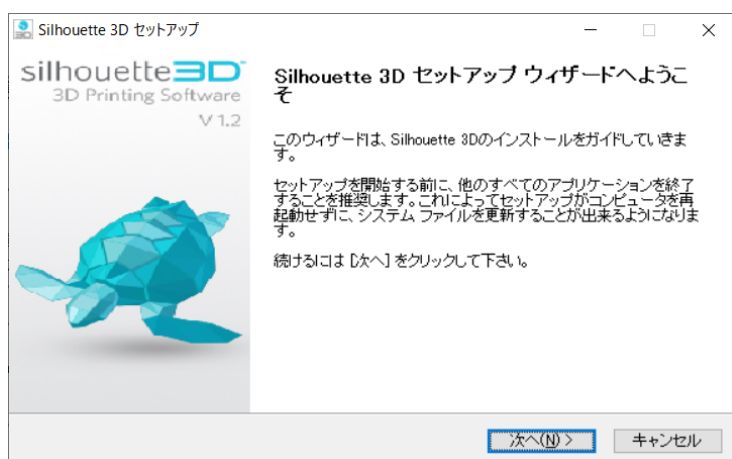 Silhouette 3D セットアップ
silhouette3D™
3D Printing Software
V 1.2
Silhouette 3D セットアップ ウィザードへようこ
そ
このウィザードは、Silhouette 3Dのインストールをガイドしていきま
す。
セットアップを開始する前に、他のすべてのアプリケーションを終了
することを推奨します。これによってセットアップがコンピュータを再
起動せずに、システム ファイルを更新することが出来るようになりま
す。
続けるには [次へ] をクリックして下さい。
次へ(N) >
キャンセル